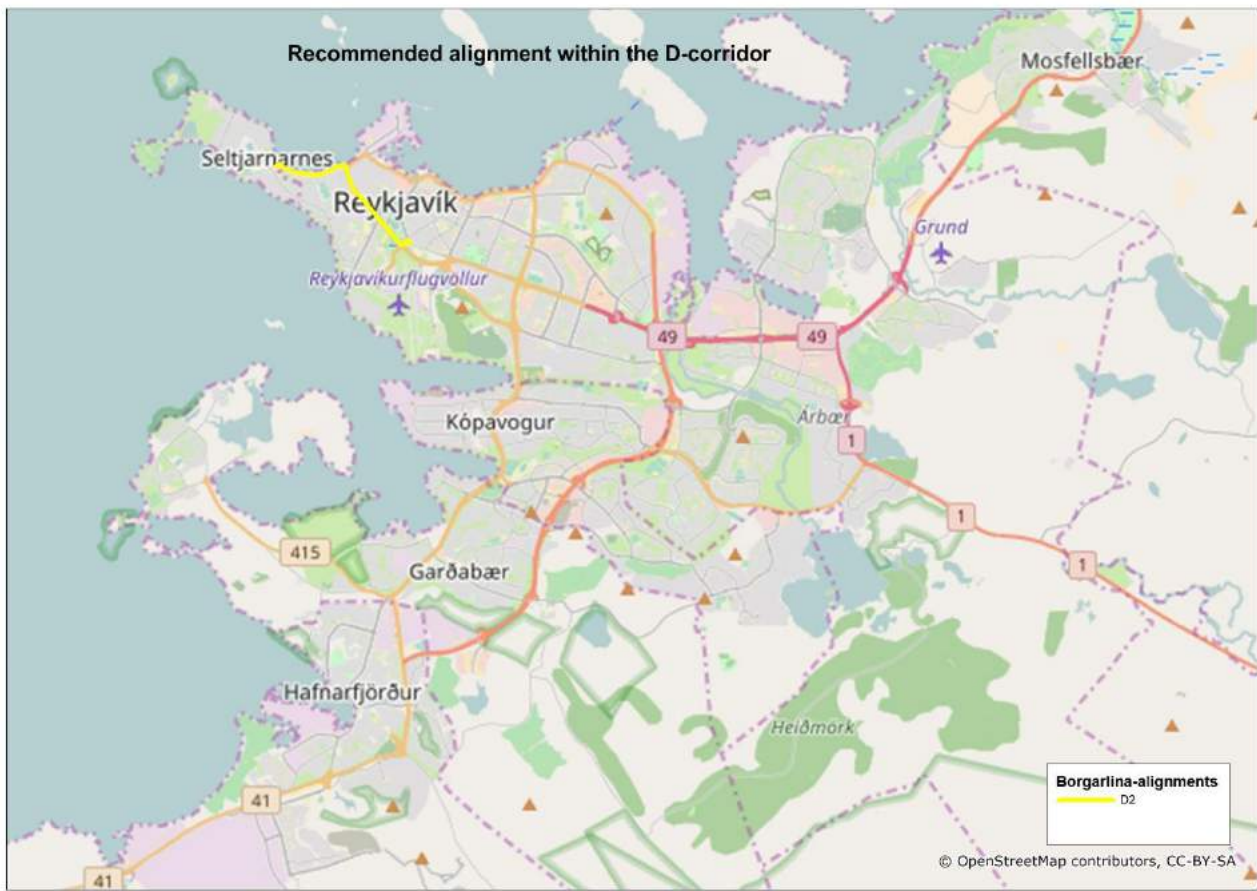 Recommended alignment within the D-corridor
Mosfellsbær
Seltjarnarnes
Reykjavík
Grund
Reykjavíkurflugvöllur
49
49
Kópavogur
Árbær
1
1
415
1
Garðabær
Hafnarfjörður
Heiðmörk
Borgarlina-alignments
D2
41
© OpenStreetMap contributors, CC-BY-SA
41